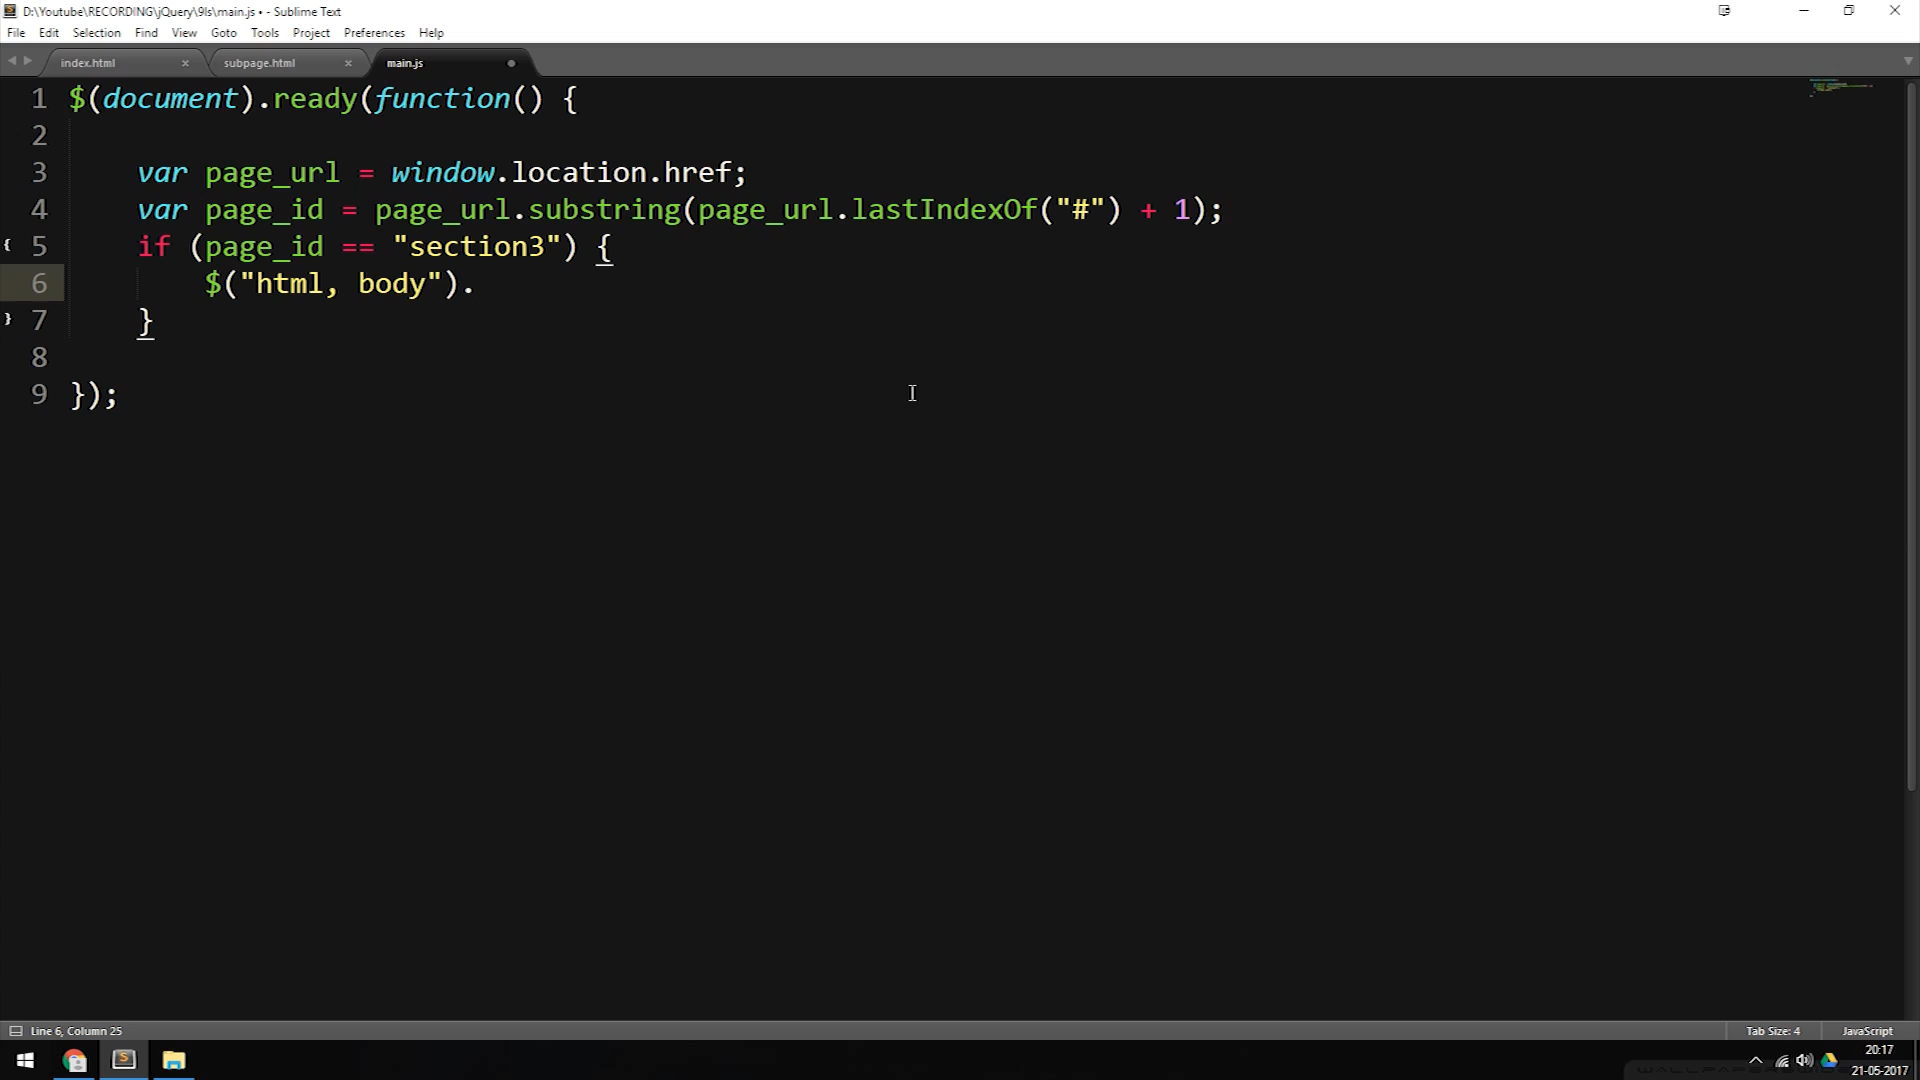 D:\Youtube\RECORDING\jQuery\9ls\main.js • - Sublime Text
File Edit Selection Find View Goto Tools Project Preferences Help
index.html × subpage.html × main.js
1 $(document).ready(function() {
2
3 var page_url = window.location.href;
4 var page_id = page_url.substring(page_url.lastIndexOf("#") + 1);
5 if (page_id == "section3") {
6 $("html, body").
7 }
8
9 });
Line 6, Column 25 Tab Size: 4 JavaScript
20:17
21-05-2017